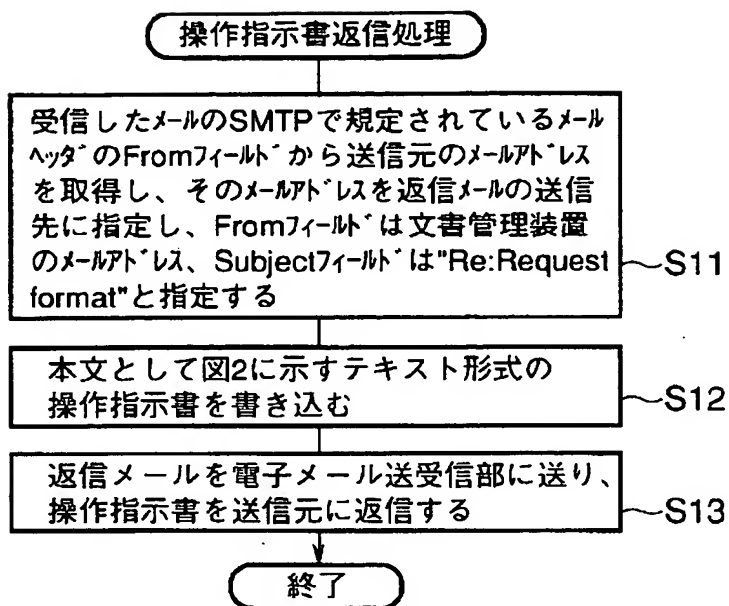 操作指示書返信処理
受信したﾒｰﾙのSMTPで規定されているﾒｰﾙ
ﾍｯﾀﾞのFromﾌｨｰﾙﾄﾞから送信元のﾒｰﾙｱﾄﾞﾚｽ
を取得し、そのﾒｰﾙｱﾄﾞﾚｽを返信ﾒｰﾙの送信
先に指定し、Fromﾌｨｰﾙﾄﾞは文書管理装置
のﾒｰﾙｱﾄﾞﾚｽ、Subjectﾌｨｰﾙﾄﾞは"Re:Request
format"と指定する
S11
本文として図2に示すテキスト形式の
操作指示書を書き込む
S12
返信メールを電子メール送受信部に送り、
操作指示書を送信元に返信する
S13
終了